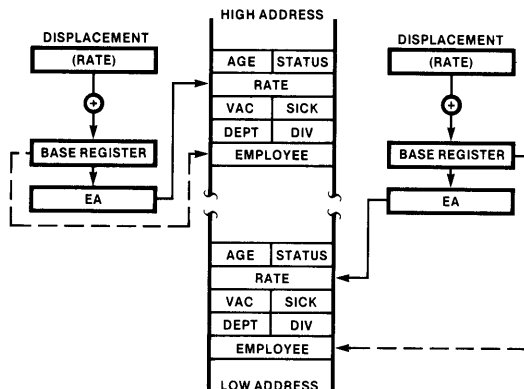 HIGH ADDRESS
DISPLACEMENT
(RATE)
+
BASE REGISTER
EA
AGE STATUS
RATE
VAC SICK
DEPT DIV
EMPLOYEE
DISPLACEMENT
(RATE)
+
BASE REGISTER
EA
AGE STATUS
RATE
VAC SICK
DEPT DIV
EMPLOYEE
LOW ADDRESS